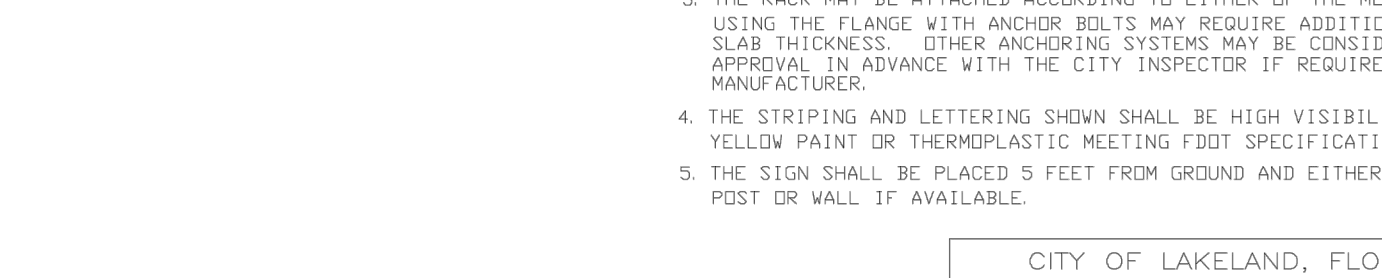 3. THE RACK MAY BE ATTACHED ACCORDING TO EITHER OF THE ME
USING THE FLANGE WITH ANCHOR BOLTS MAY REQUIRE ADDITIO
SLAB THICKNESS. OTHER ANCHORING SYSTEMS MAY BE CONSID
APPROVAL IN ADVANCE WITH THE CITY INSPECTOR IF REQUIRE
MANUFACTURER.
4. THE STRIPING AND LETTERING SHOWN SHALL BE HIGH VISIBIL
YELLOW PAINT OR THERMOPLASTIC MEETING FDOT SPECIFICATI
5. THE SIGN SHALL BE PLACED 5 FEET FROM GROUND AND EITHER
POST OR WALL IF AVAILABLE.
CITY OF LAKELAND, FLO